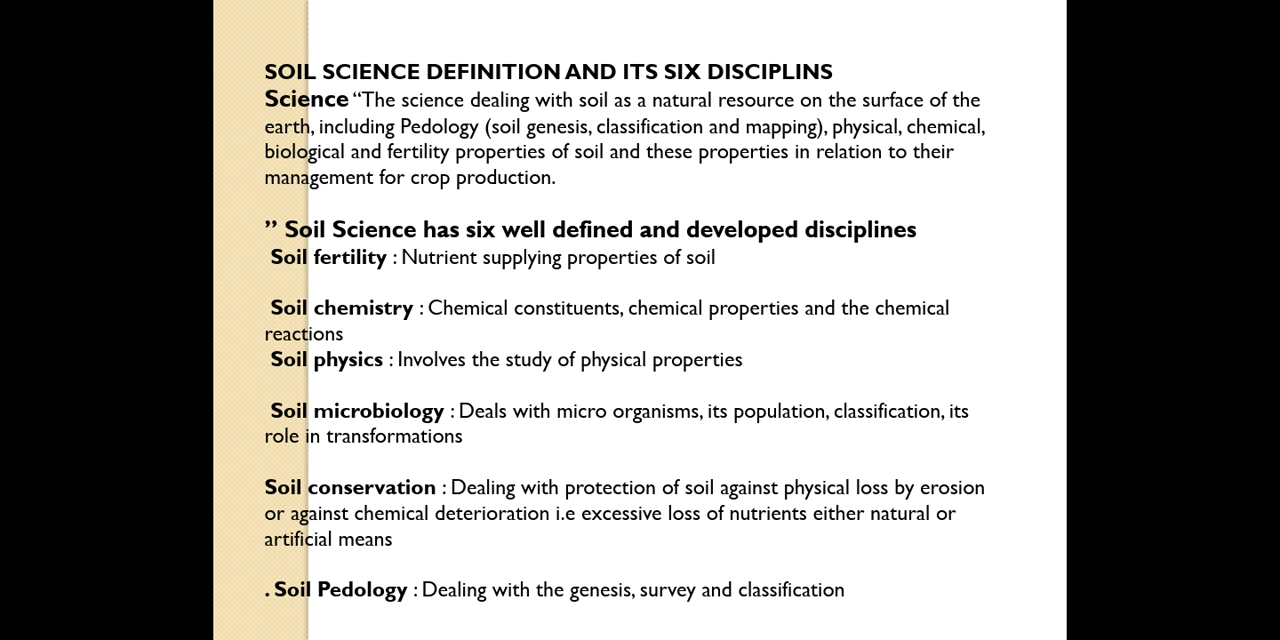 SOIL SCIENCE DEFINITION AND ITS SIX DISCIPLINS
Science “The science dealing with soil as a natural resource on the surface of the
earth, including Pedology (soil genesis, classification and mapping), physical, chemical,
biological and fertility properties of soil and these properties in relation to their
management for crop production.
” Soil Science has six well defined and developed disciplines
Soil fertility : Nutrient supplying properties of soil
Soil chemistry : Chemical constituents, chemical properties and the chemical
reactions
Soil physics : Involves the study of physical properties
Soil microbiology : Deals with micro organisms, its population, classification, its
role in transformations
Soil conservation : Dealing with protection of soil against physical loss by erosion
or against chemical deterioration i.e excessive loss of nutrients either natural or
artificial means
. Soil Pedology : Dealing with the genesis, survey and classification